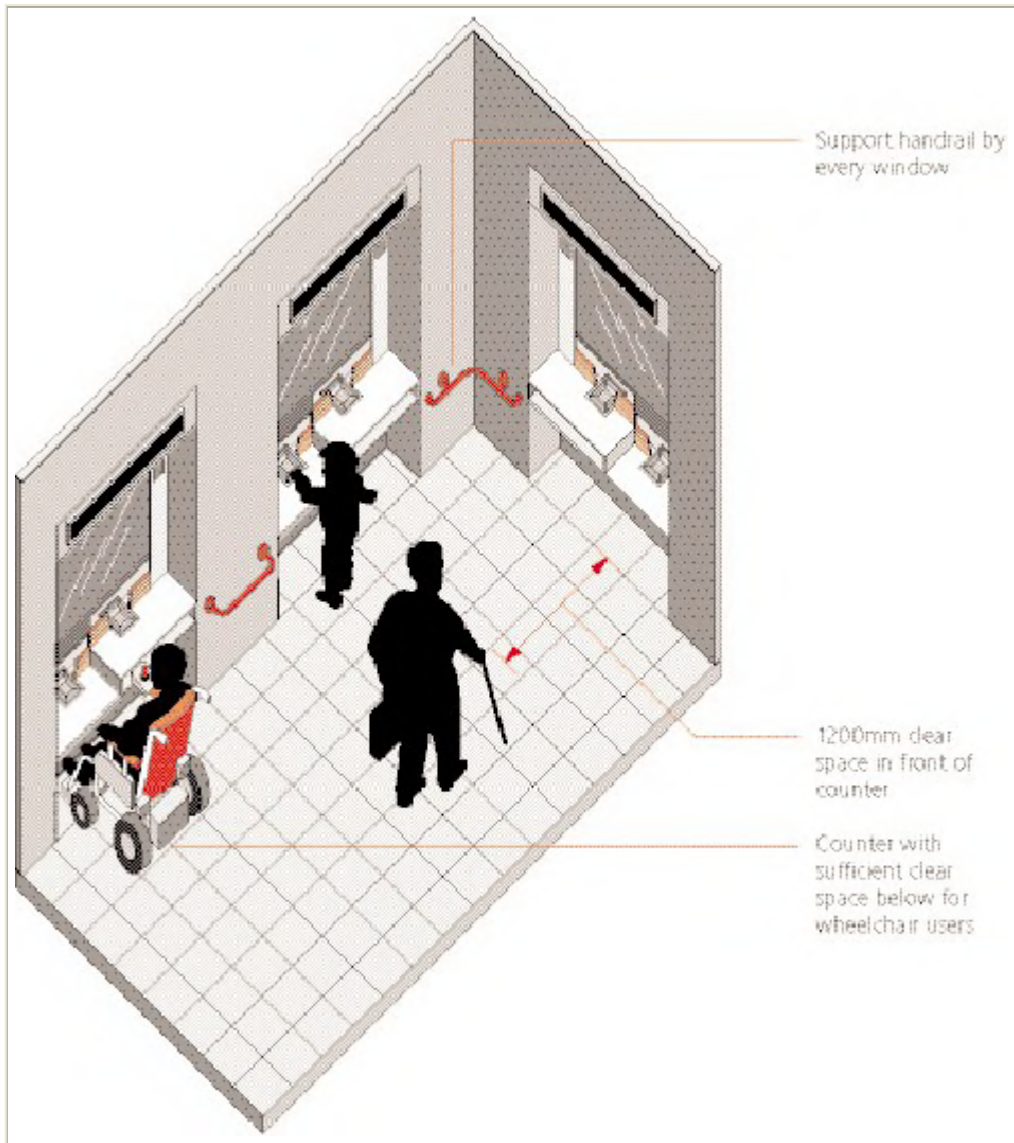 Support handrail by
every window
1200mm clear
space in front of
counter
Counter with
sufficient clear
space below for
wheelchair users